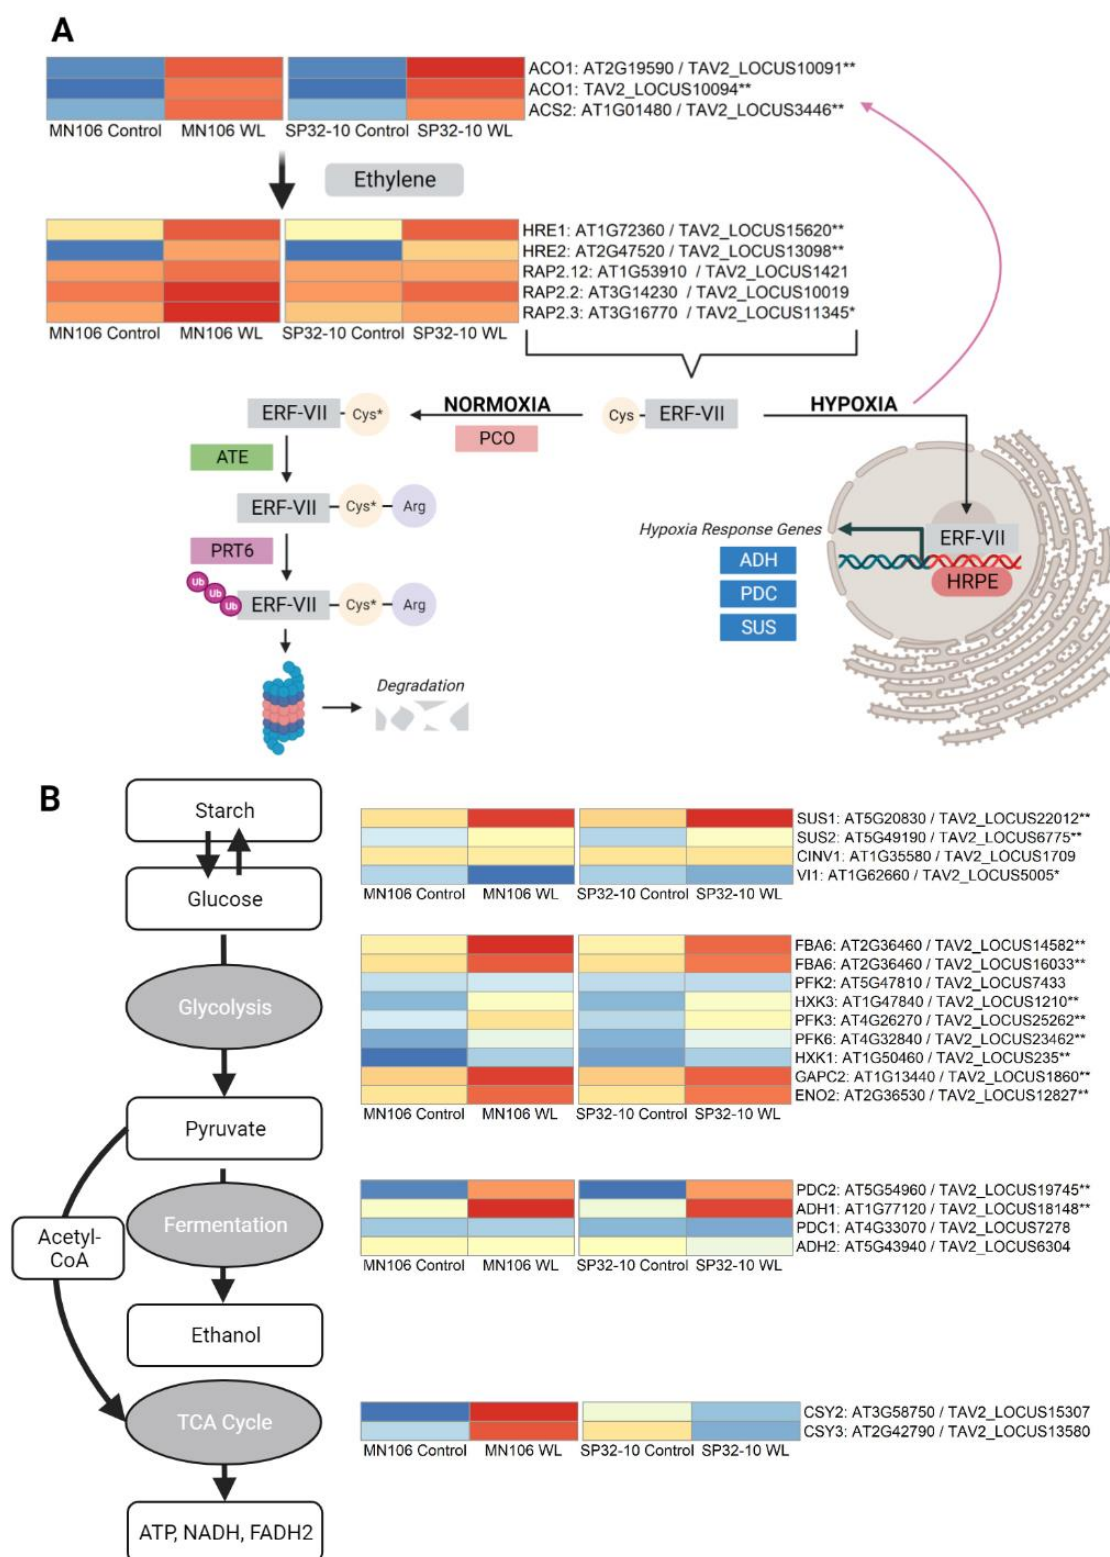 A
ACO1: AT2G19590 / TAV2_LOCUS10091**
ACO1: TAV2_LOCUS10094**
ACS2: AT1G01480 / TAV2_LOCUS3446**
MN106 Control MN106 WL SP32-10 Control SP32-10 WL
Ethylene
HRE1: AT1G72360 / TAV2_LOCUS15620**
HRE2: AT2G47520 / TAV2_LOCUS13098**
RAP2.12: AT1G53910 / TAV2_LOCUS1421
RAP2.2: AT3G14230 / TAV2_LOCUS10019
RAP2.3: AT3G16770 / TAV2_LOCUS11345*
MN106 Control MN106 WL SP32-10 Control SP32-10 WL
ERF-VII Cys* NORMOXIA Cys ERF-VII HYPOXIA
PCO
ATE
ERF-VII Cys* Arg
Hypoxia Response Genes ERF-VII
PRT6
ADH
HRPE
Ub Ub Ub ERF-VII Cys* Arg
PDC
SUS
Degradation
B
Starch
Glucose
SUS1: AT5G20830 / TAV2_LOCUS22012**
SUS2: AT5G49190 / TAV2_LOCUS6775**
CINV1: AT1G35580 / TAV2_LOCUS1709
VI1: AT1G62660 / TAV2_LOCUS5005*
MN106 Control MN106 WL SP32-10 Control SP32-10 WL
Glycolysis
FBA6: AT2G36460 / TAV2_LOCUS14582**
FBA6: AT2G36460 / TAV2_LOCUS16033**
PFK2: AT5G47810 / TAV2_LOCUS7433
HXK3: AT1G47840 / TAV2_LOCUS1210**
PFK3: AT4G26270 / TAV2_LOCUS25262**
PFK6: AT4G32840 / TAV2_LOCUS23462**
HXK1: AT1G50460 / TAV2_LOCUS235**
GAPC2: AT1G13440 / TAV2_LOCUS1860**
ENO2: AT2G36530 / TAV2_LOCUS12827**
MN106 Control MN106 WL SP32-10 Control SP32-10 WL
Pyruvate
Fermentation
Acetyl-
CoA
PDC2: AT5G54960 / TAV2_LOCUS19745**
ADH1: AT1G77120 / TAV2_LOCUS18148**
PDC1: AT4G33070 / TAV2_LOCUS7278
ADH2: AT5G43940 / TAV2_LOCUS6304
MN106 Control MN106 WL SP32-10 Control SP32-10 WL
Ethanol
TCA Cycle
CSY2: AT3G58750 / TAV2_LOCUS15307
CSY3: AT2G42790 / TAV2_LOCUS13580
MN106 Control MN106 WL SP32-10 Control SP32-10 WL
ATP, NADH, FADH2